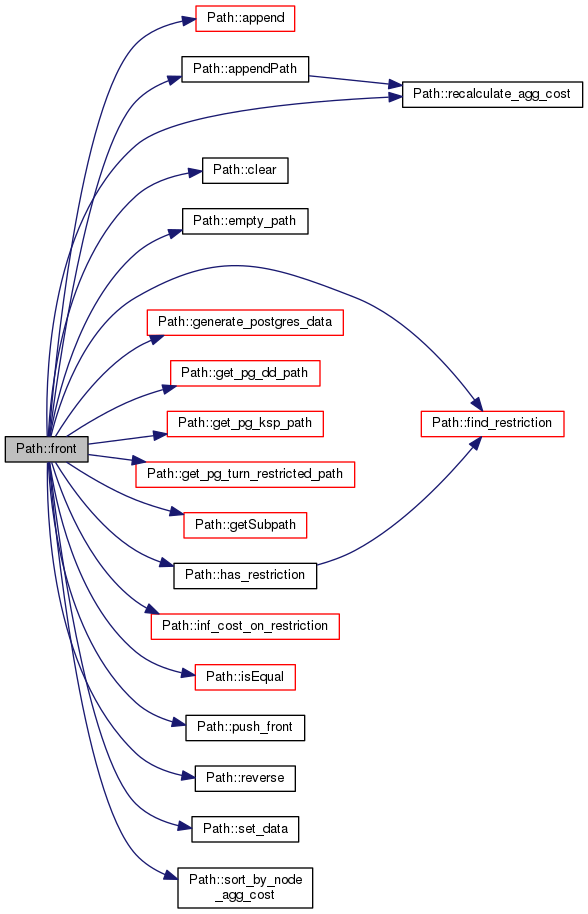 Path::append
Path::appendPath
Path::recalculate_agg_cost
Path::clear
Path::empty_path
Path::generate_postgres_data
Path::get_pg_dd_path
Path::get_pg_ksp_path
Path::find_restriction
Path::front
Path::get_pg_turn_restricted_path
Path::getSubpath
Path::has_restriction
Path::inf_cost_on_restriction
Path::isEqual
Path::push_front
Path::reverse
Path::set_data
Path::sort_by_node
_agg_cost